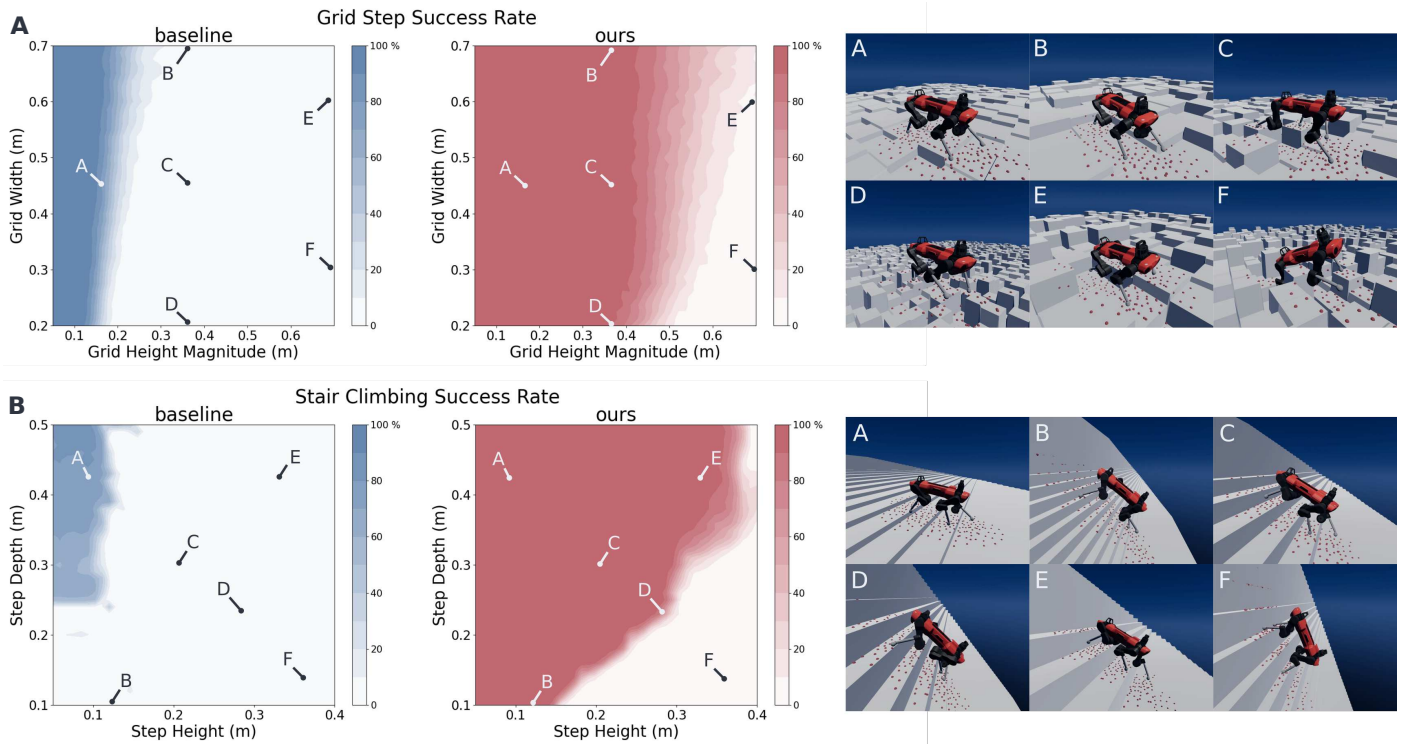 A
Grid Step Success Rate
baseline
ours
0.7
0.6
0.5
0.4
0.3
0.2
Grid Width (m)
0.1 0.2 0.3 0.4 0.5 0.6
Grid Height Magnitude (m)
A
B
C
D
E
F
100 %
80
60
40
20
0
0.7
0.6
0.5
0.4
0.3
0.2
Grid Width (m)
0.1 0.2 0.3 0.4 0.5 0.6
Grid Height Magnitude (m)
A
B
C
D
E
F
100 %
80
60
40
20
0
A B C
D E F
B
Stair Climbing Success Rate
baseline
ours
0.5
0.4
0.3
0.2
0.1
Step Depth (m)
0.1 0.2 0.3 0.4
Step Height (m)
A
E
C
D
F
B
100 %
80
60
40
20
0
0.5
0.4
0.3
0.2
0.1
Step Depth (m)
0.1 0.2 0.3 0.4
Step Height (m)
A
E
C
D
F
B
100 %
80
60
40
20
0
A B C
D E F